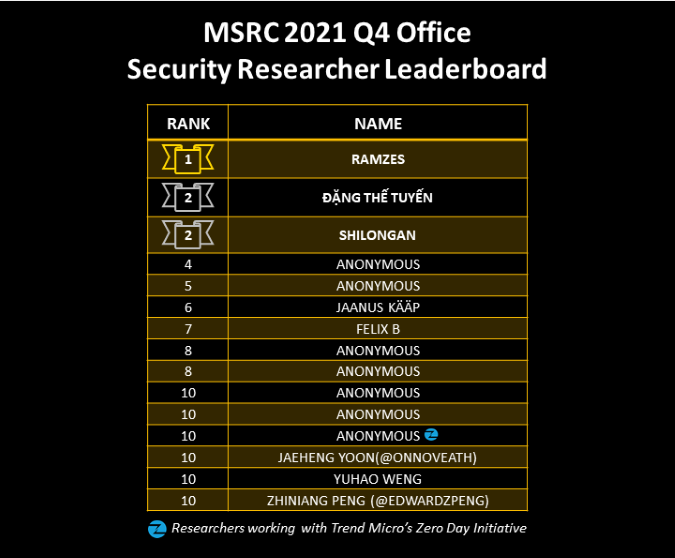 MSRC 2021 Q4 Office
Security Researcher Leaderboard
RANK NAME
1 RAMZES
2 ĐẶNG THẾ TUYẾN
2 SHILONGAN
4 ANONYMOUS
5 ANONYMOUS
6 JAANUS KÄÄP
7 FELIX B
8 ANONYMOUS
8 ANONYMOUS
10 ANONYMOUS
10 ANONYMOUS
10 ANONYMOUS
10 JAEHENG YOON(@ONNOVEATH)
10 YUHAO WENG
10 ZHINIANG PENG (@EDWARDZPENG)
Researchers working with Trend Micro's Zero Day Initiative